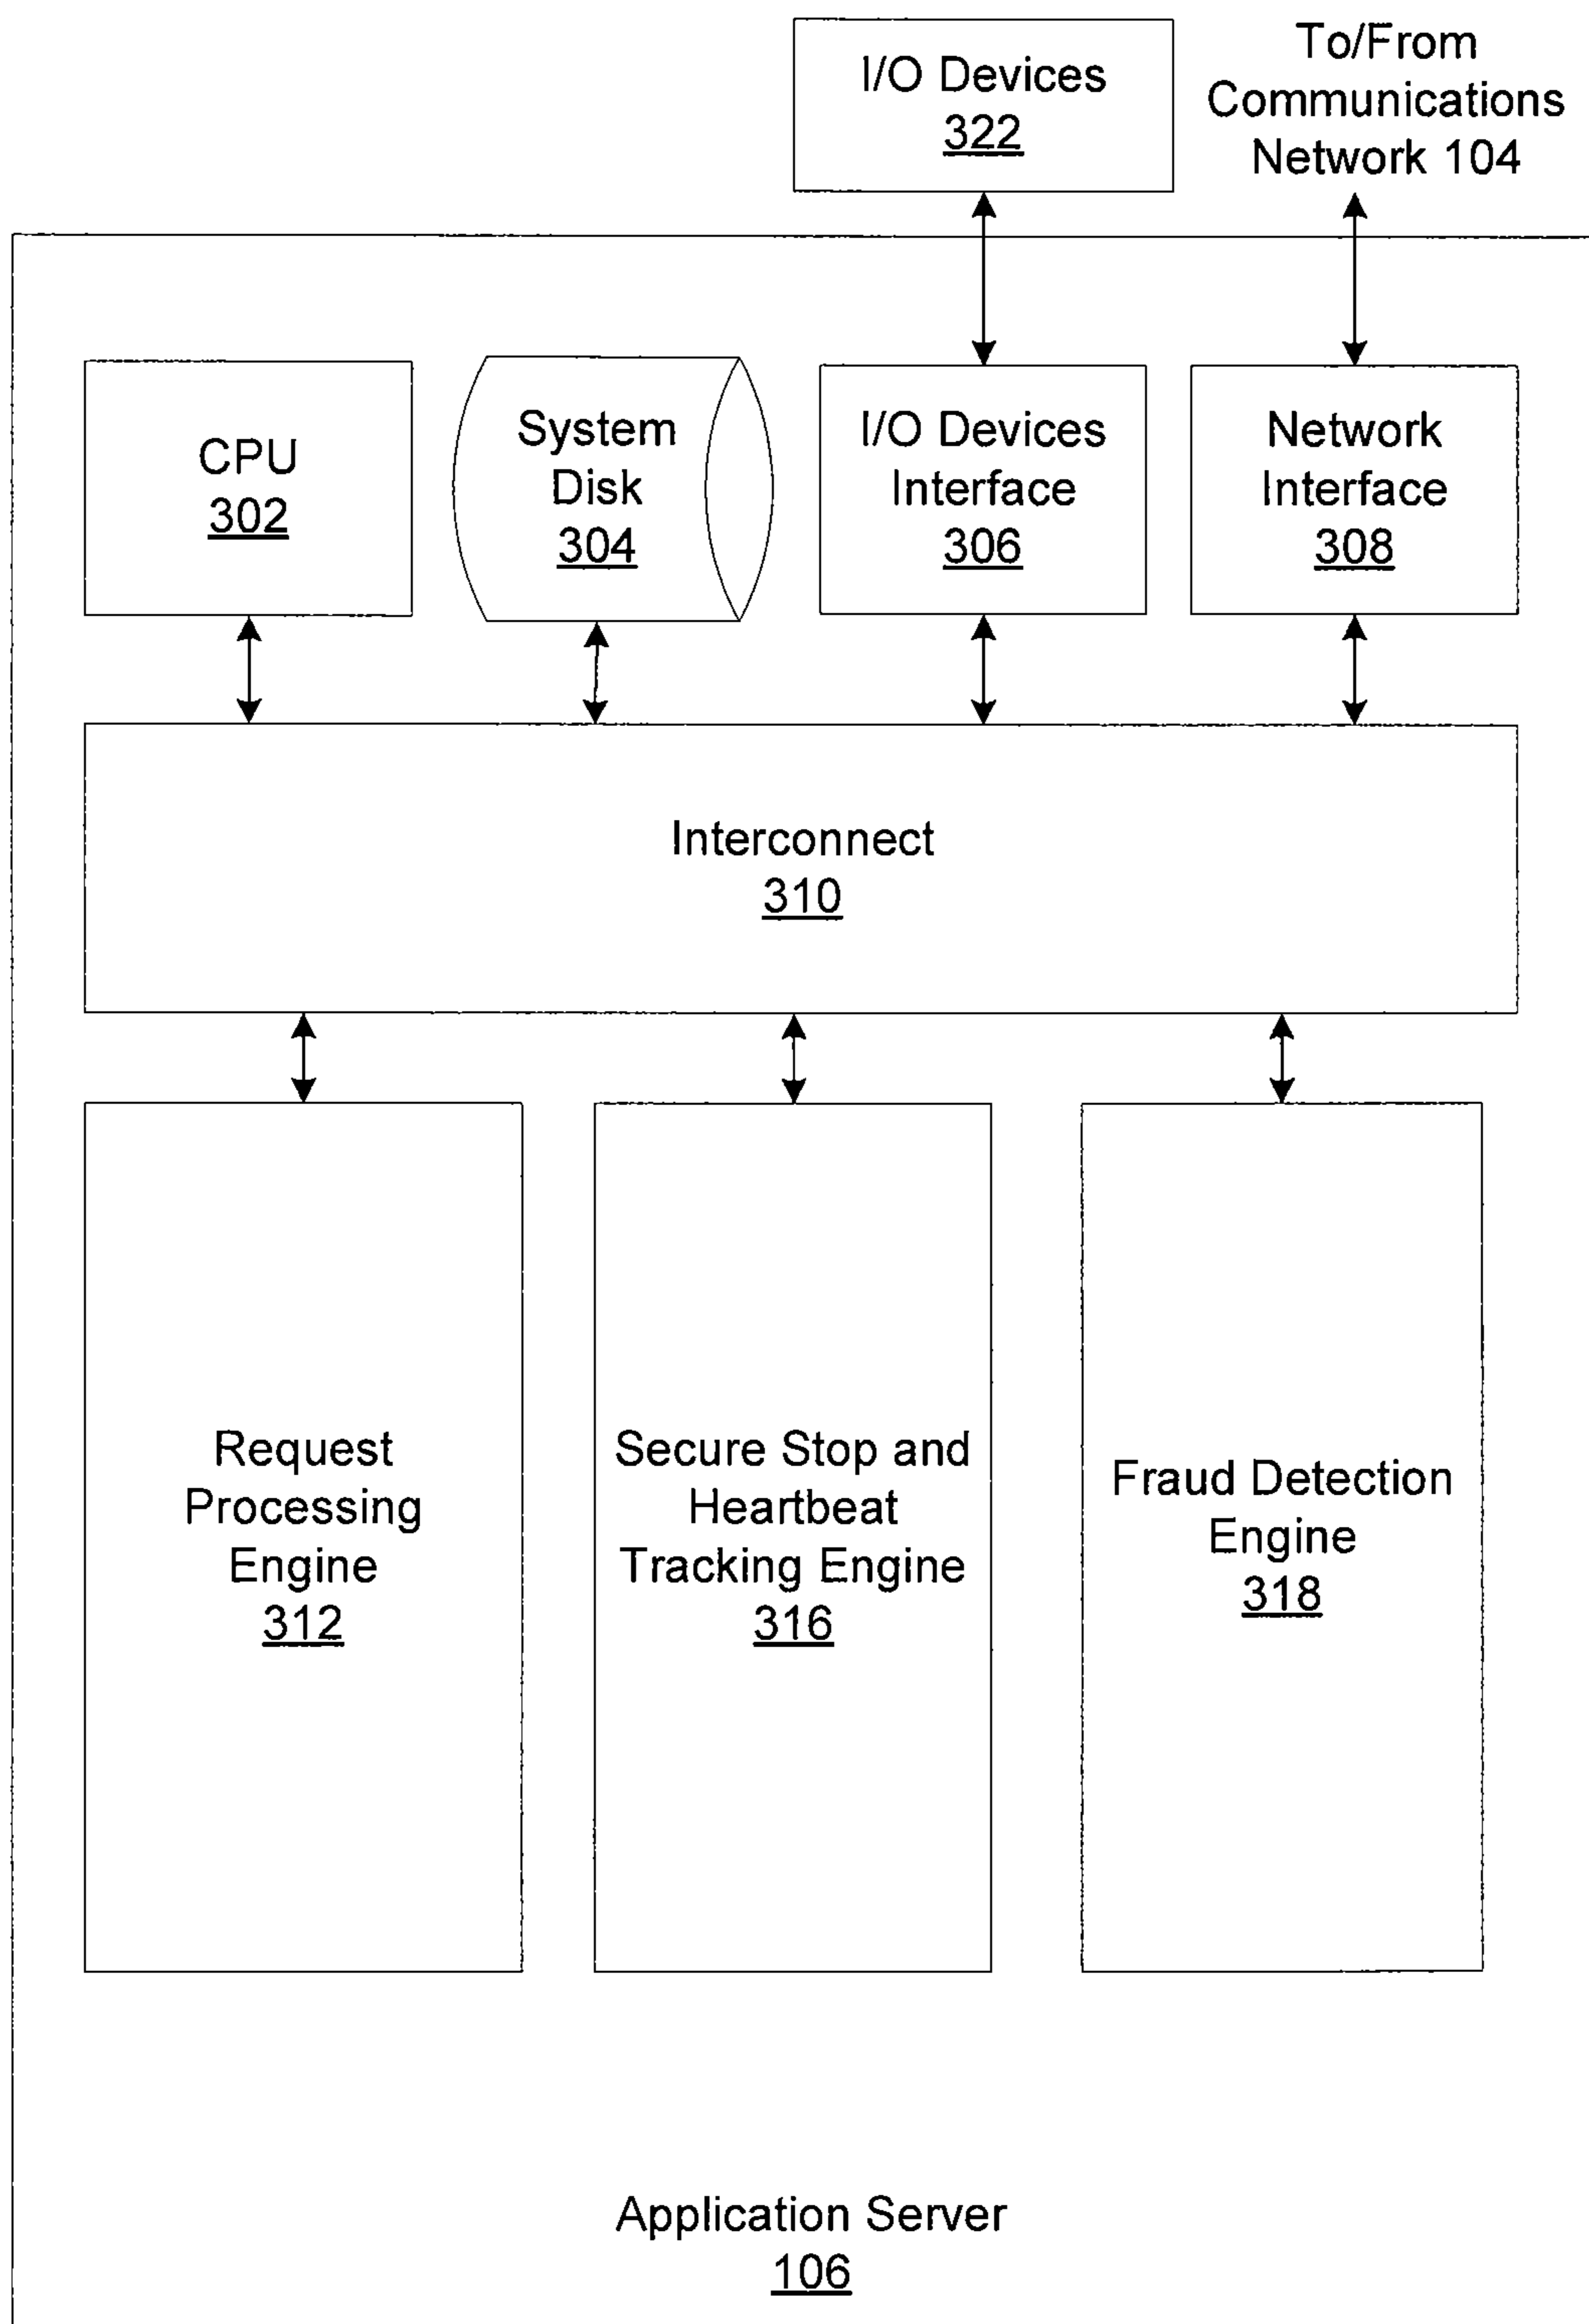 I/O Devices
322
To/From
Communications
Network 104
CPU
302
System
Disk
304
I/O Devices
Interface
306
Network
Interface
308
Interconnect
310
Request
Processing
Engine
312
Secure Stop and
Heartbeat
Tracking Engine
316
Fraud Detection
Engine
318
Application Server
106